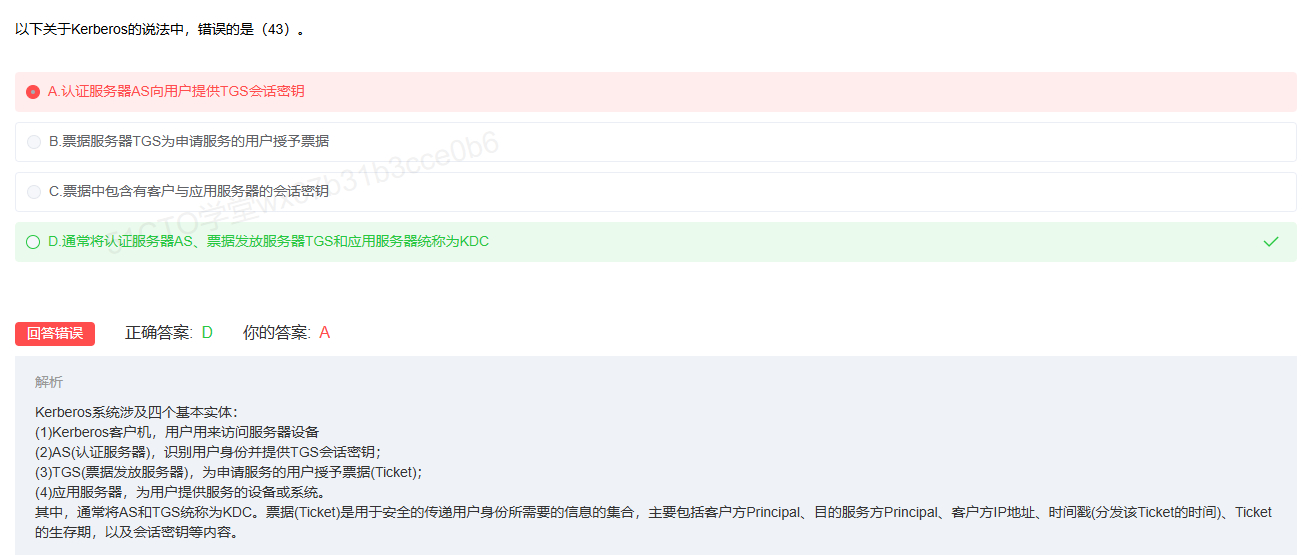 以下关于Kerberos的说法中，错误的是（43）。
A.认证服务器AS向用户提供TGS会话密钥
B.票据服务器TGS为申请服务的用户授予票据
C.票据中包含有客户与应用服务器的会话密钥
D.通常将认证服务器AS、票据发放服务器TGS和应用服务器统称为KDC
回答错误 正确答案: D 你的答案: A
解析
Kerberos系统涉及四个基本实体：
(1)Kerberos客户机，用户用来访问服务器设备
(2)AS(认证服务器)，识别用户身份并提供TGS会话密钥；
(3)TGS(票据发放服务器)，为申请服务的用户授予票据(Ticket)；
(4)应用服务器，为用户提供服务的设备或系统。
其中，通常将AS和TGS统称为KDC。票据(Ticket)是用于安全的传递用户身份所需要的信息的集合，主要包括客户方Principal、目的服务方Principal、客户方IP地址、时间戳(分发该Ticket的时间)、Ticket
的生存期，以及会话密钥等内容。